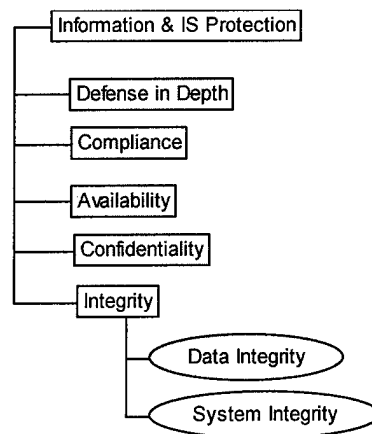 Information & IS Protection
Defense in Depth
Compliance
Availability
Confidentiality
Integrity
Data Integrity
System Integrity